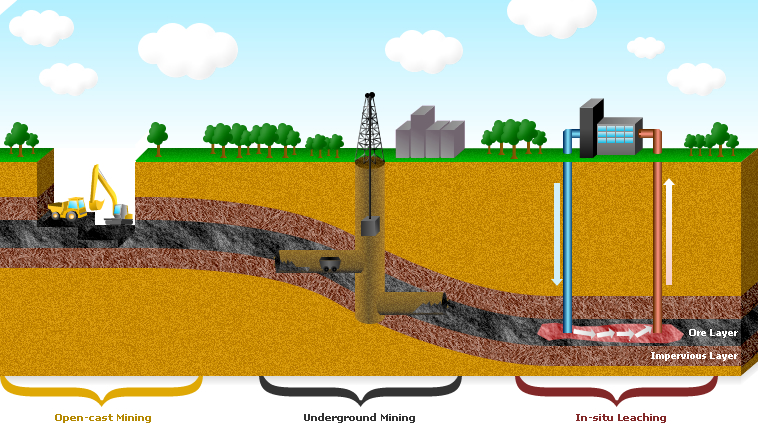 Ore Layer
Impervious Layer
Open-cast Mining
Underground Mining
In-situ Leaching